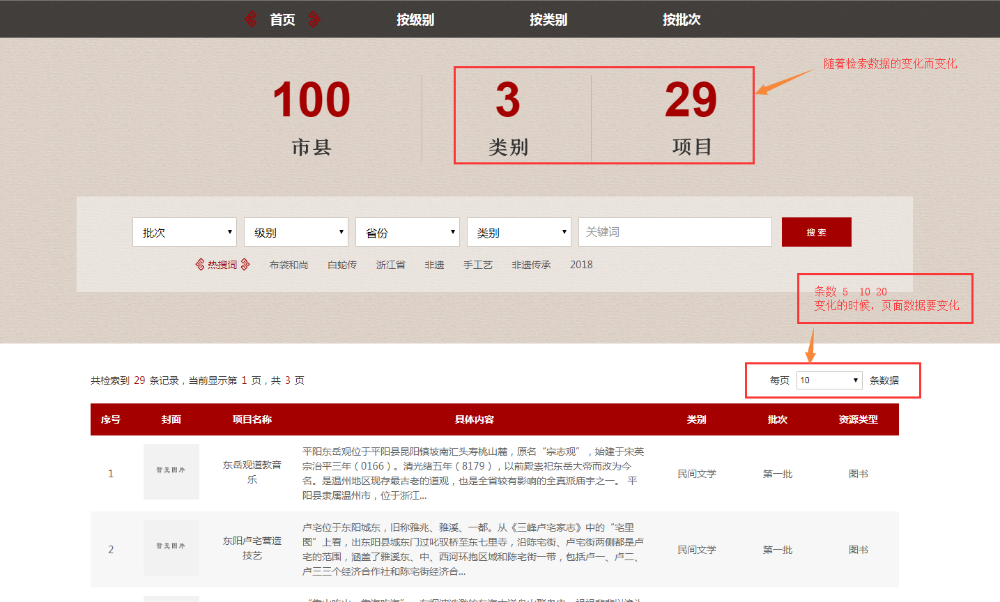 首页 按级别 按类别 按批次
随着检索数据的变化而变化
100 3 29
市县 类别 项目
批次 级别 省份 类别 关键词 搜 索
热搜词 布袋和尚 白蛇传 浙江省 非遗 手工艺 非遗传承 2018
条数 5 10 20
变化的时候，页面数据要变化
共检索到 29 条记录，当前显示第 1 页，共 3 页
每页 10 条数据
序号 封面 项目名称 具体内容 类别 批次 资源类型
1
暂无图片
东岳观道教音
乐
平阳东岳观位于平阳县昆阳镇坡南汇头寿桃山麓，原名“宗志观”，始建于宋英
宗治平三年（0166）。清光绪五年（8179），以前殿崇祀东岳大帝而改为今
名。是温州地区现存最古老的道观，也是全省较有影响的全真派庙宇之一。 平
阳县隶属温州市，位于浙江...
民间文学 第一批 图书
2
暂无图片
东阳卢宅营造
技艺
卢宅位于东阳城东，旧称雅兆、雅溪、一都。从《三峰卢宅家志》中的“宅里
图”上看，出东阳县城东门过叱驭桥至东七里寺，沿陈宅街、卢宅街两侧都是卢
宅的范围，涵盖了雅溪东、中、西河环抱区域和陈宅街一带，包括卢一、卢二、
卢三三个经济合作社和陈宅街经济合...
民间文学 第一批 图书